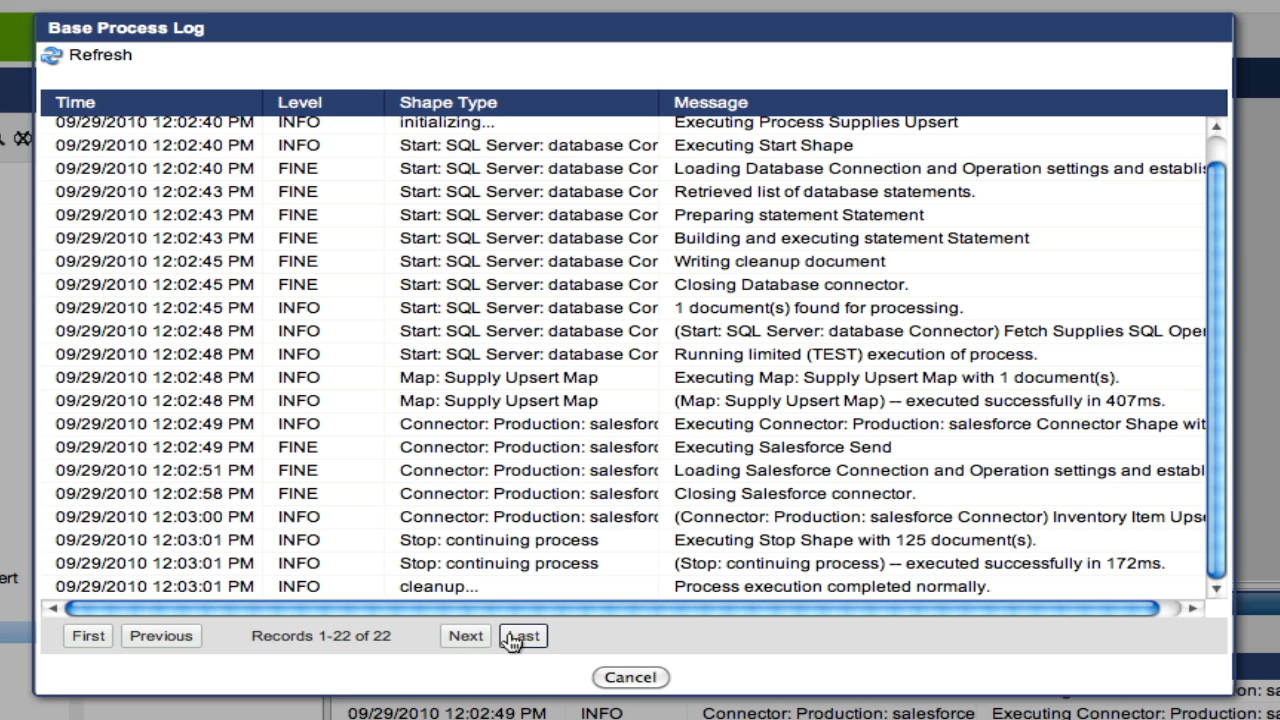 Base Process Log
Refresh
Time Level Shape Type Message
09/29/2010 12:02:40 PM INFO initializing... Executing Process Supplies Upsert
09/29/2010 12:02:40 PM INFO Start: SQL Server: database Cor Executing Start Shape
09/29/2010 12:02:40 PM FINE Start: SQL Server: database Cor Loading Database Connection and Operation settings and establis
09/29/2010 12:02:43 PM FINE Start: SQL Server: database Cor Retrieved list of database statements.
09/29/2010 12:02:43 PM FINE Start: SQL Server: database Cor Preparing statement Statement
09/29/2010 12:02:43 PM FINE Start: SQL Server: database Cor Building and executing statement Statement
09/29/2010 12:02:45 PM FINE Start: SQL Server: database Cor Writing cleanup document
09/29/2010 12:02:45 PM FINE Start: SQL Server: database Cor Closing Database connector.
09/29/2010 12:02:45 PM INFO Start: SQL Server: database Cor 1 document(s) found for processing.
09/29/2010 12:02:48 PM INFO Start: SQL Server: database Cor (Start: SQL Server: database Connector) Fetch Supplies SQL Oper
09/29/2010 12:02:48 PM INFO Start: SQL Server: database Cor Running limited (TEST) execution of process.
09/29/2010 12:02:48 PM INFO Map: Supply Upsert Map Executing Map: Supply Upsert Map with 1 document(s).
09/29/2010 12:02:48 PM INFO Map: Supply Upsert Map (Map: Supply Upsert Map) -- executed successfully in 407ms.
09/29/2010 12:02:49 PM INFO Connector: Production: salesforc Executing Connector: Production: salesforce Connector Shape wit
09/29/2010 12:02:49 PM FINE Connector: Production: salesforc Executing Salesforce Send
09/29/2010 12:02:51 PM FINE Connector: Production: salesforc Loading Salesforce Connection and Operation settings and establ
09/29/2010 12:02:58 PM FINE Connector: Production: salesforc Closing Salesforce connector.
09/29/2010 12:03:00 PM INFO Connector: Production: salesforc (Connector: Production: salesforce Connector) Inventory Item Upse
09/29/2010 12:03:01 PM INFO Stop: continuing process Executing Stop Shape with 125 document(s).
09/29/2010 12:03:01 PM INFO Stop: continuing process (Stop: continuing process) -- executed successfully in 172ms.
09/29/2010 12:03:01 PM INFO cleanup... Process execution completed normally.
First Previous Records 1-22 of 22 Next Last
Cancel
ert
on: sa
09/29/2010 12:02:49 PM INFO Connector: Production: salesforce Executing Connector: Production: sa